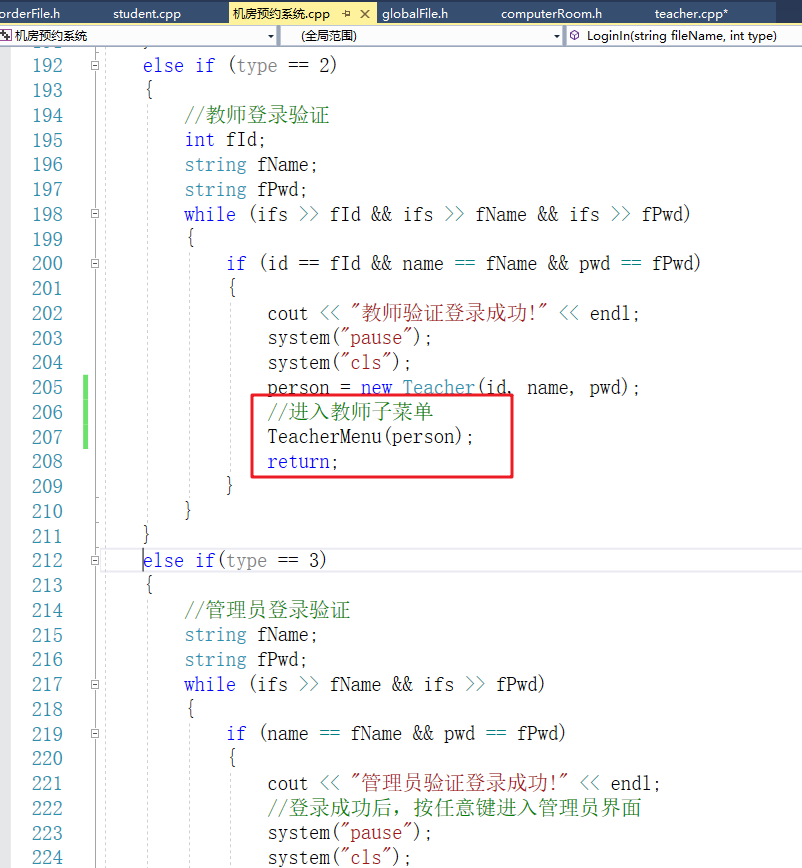 orderFile.h student.cpp 机房预约系统.cpp globalFile.h computerRoom.h teacher.cpp*
机房预约系统 (全局范围) LoginIn(string fileName, int type)
192 else if (type == 2)
193 {
194 //教师登录验证
195 int fId;
196 string fName;
197 string fPwd;
198 while (ifs >> fId && ifs >> fName && ifs >> fPwd)
199 {
200 if (id == fId && name == fName && pwd == fPwd)
201 {
202 cout << "教师验证登录成功!" << endl;
203 system("pause");
204 system("cls");
205 person = new Teacher(id, name, pwd);
206 //进入教师子菜单
207 TeacherMenu(person);
208 return;
209 }
210 }
211 }
212 else if(type == 3)
213 {
214 //管理员登录验证
215 string fName;
216 string fPwd;
217 while (ifs >> fName && ifs >> fPwd)
218 {
219 if (name == fName && pwd == fPwd)
220 {
221 cout << "管理员验证登录成功!" << endl;
222 //登录成功后，按任意键进入管理员界面
223 system("pause");
224 system("cls");